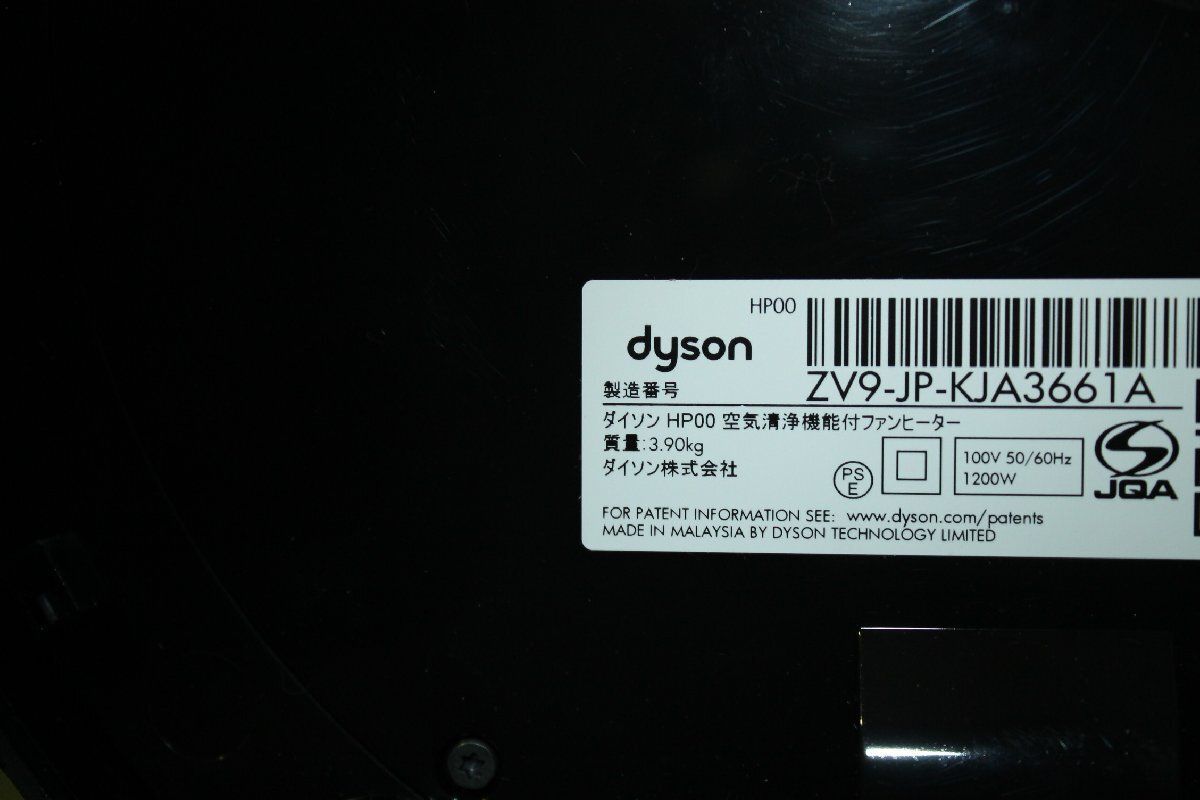 HP00
dyson
製造番号 ZV9-JP-KJA3661A
ダイソン HP00 空気清浄機能付ファンヒーター
質量:3.90kg
ダイソン株式会社
PS
E
100V 50/60Hz
1200W
JQA
FOR PATENT INFORMATION SEE: www.dyson.com/patents
MADE IN MALAYSIA BY DYSON TECHNOLOGY LIMITED